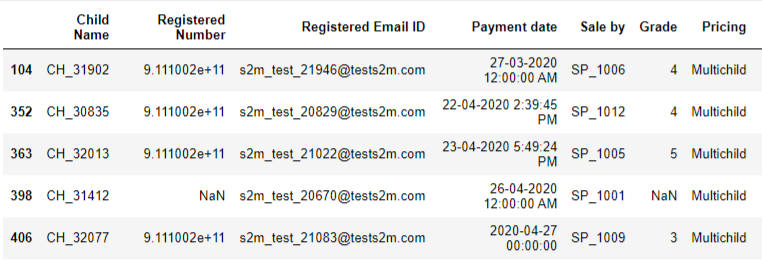 Child Name Registered Number Registered Email ID Payment date Sale by Grade Pricing
104 CH_31902 9.111002e+11 s2m_test_21946@tests2m.com 27-03-2020 12:00:00 AM SP_1006 4 Multichild
352 CH_30835 9.111002e+11 s2m_test_20829@tests2m.com 22-04-2020 2:39:45 PM SP_1012 4 Multichild
363 CH_32013 9.111002e+11 s2m_test_21022@tests2m.com 23-04-2020 5:49:24 PM SP_1005 5 Multichild
398 CH_31412 NaN s2m_test_20670@tests2m.com 26-04-2020 12:00:00 AM SP_1001 NaN Multichild
406 CH_32077 9.111002e+11 s2m_test_21083@tests2m.com 2020-04-27 00:00:00 SP_1009 3 Multichild